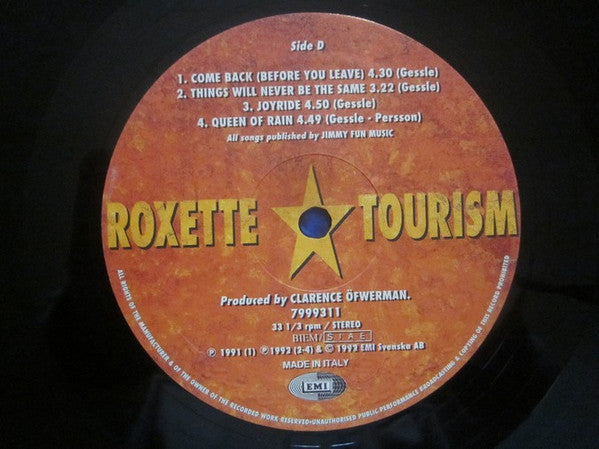 Side D
1. COME BACK (BEFORE YOU LEAVE) 4.30 (Gessle)
2. THINGS WILL NEVER BE THE SAME 3.22 (Gessle)
3. JOYRIDE 4.50 (Gessle)
4. QUEEN OF RAIN 4.49 (Gessle - Persson)
All songs published by JIMMY FUN MUSIC
ROXETTE TOURISM
Produced by CLARENCE ÖFWERMAN.
7999311
33 1/3 rpm / STEREO
BIEM/ S.I.A.E.
℗ 1991 (1) ℗ 1992 (2-4) & © 1992 EMI Svenska AB
MADE IN ITALY
EMI
ALL RIGHTS OF THE MANUFACTURER & OF THE OWNER OF THE RECORDED WORK RESERVED•UNAUTHORISED PUBLIC PERFORMANCE BROADCASTING & COPYING OF THIS RECORD PROHIBITED